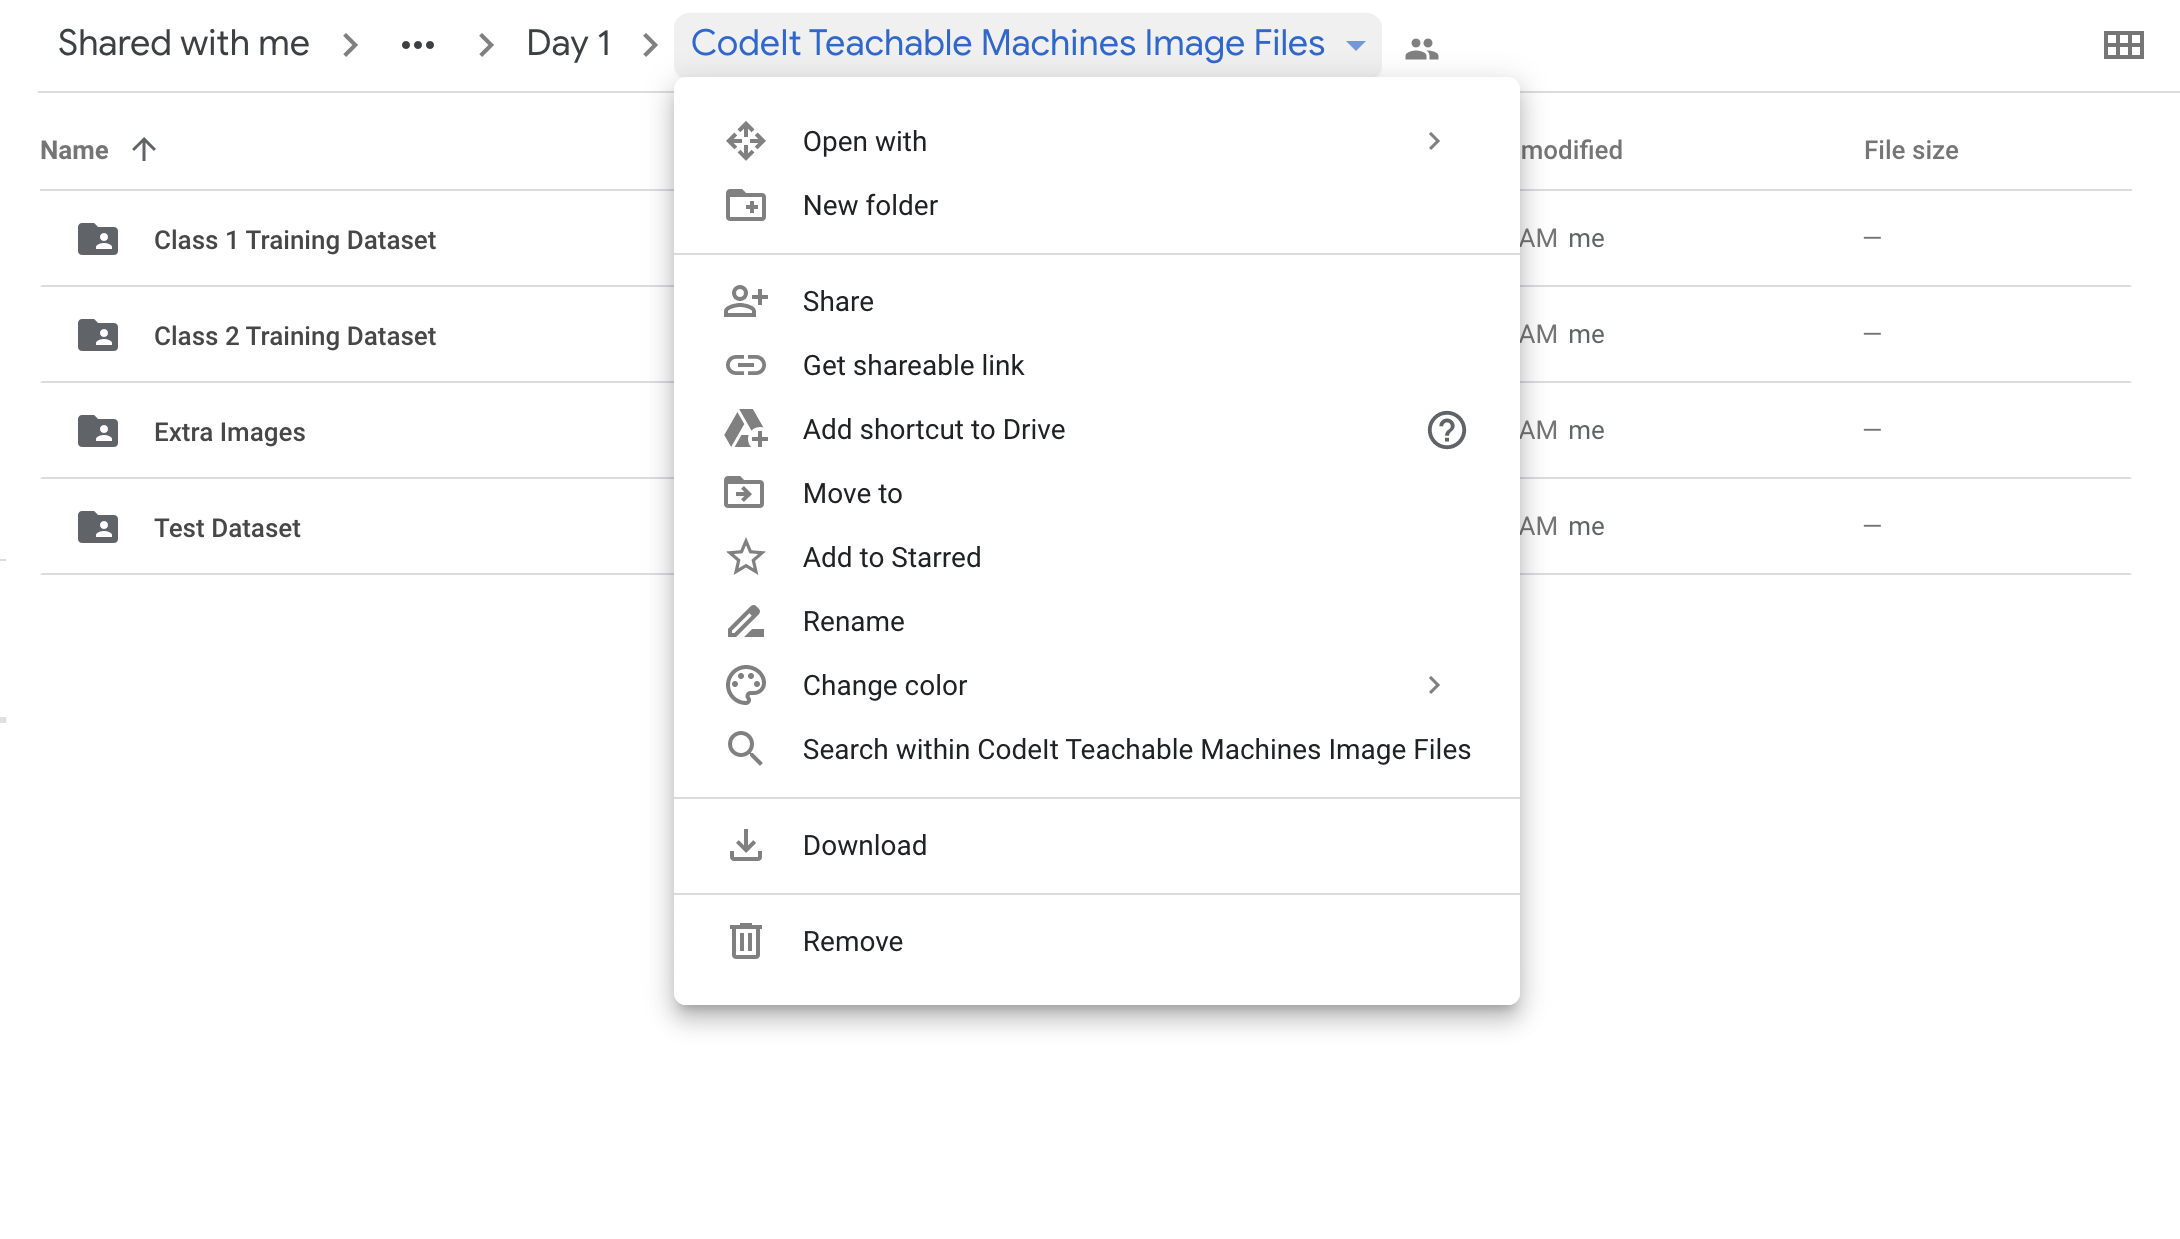 Shared with me > ••• > Day 1 > CodeIt Teachable Machines Image Files
Name modified File size
Class 1 Training Dataset AM me —
Class 2 Training Dataset AM me —
Extra Images AM me —
Test Dataset AM me —
Open with
New folder
Share
Get shareable link
Add shortcut to Drive
Move to
Add to Starred
Rename
Change color
Search within CodeIt Teachable Machines Image Files
Download
Remove